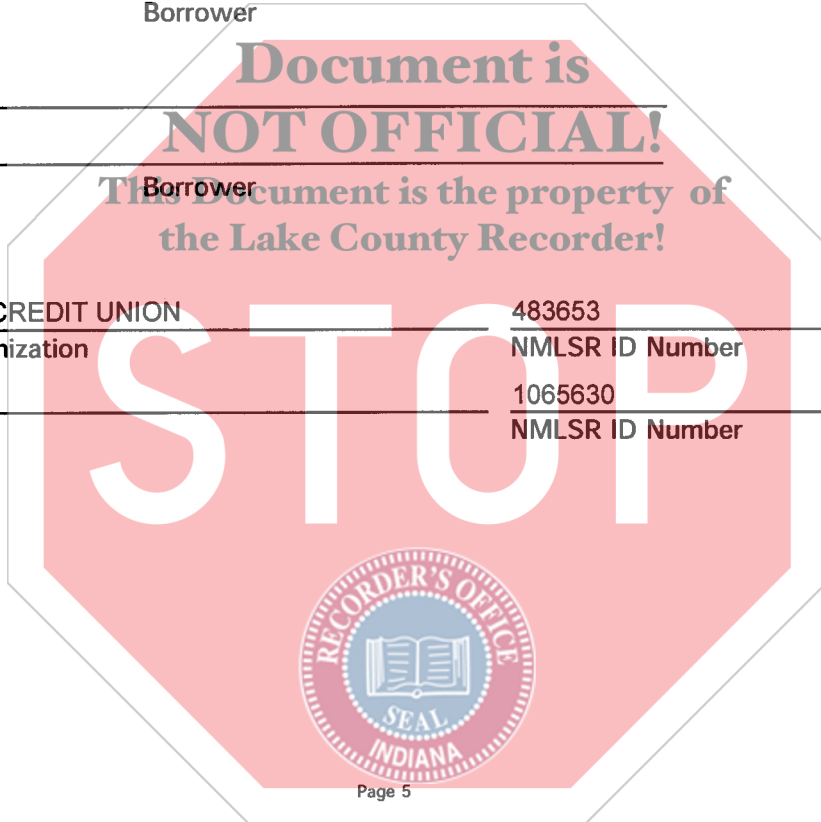 Borrower
Document is
NOT OFFICIAL!
This Document is the property of
Borrower
the Lake County Recorder!
CREDIT UNION 483653
nization NMLSR ID Number
1065630
NMLSR ID Number
STOP
RECORDER'S OFFICE
SEAL
INDIANA
Page 5